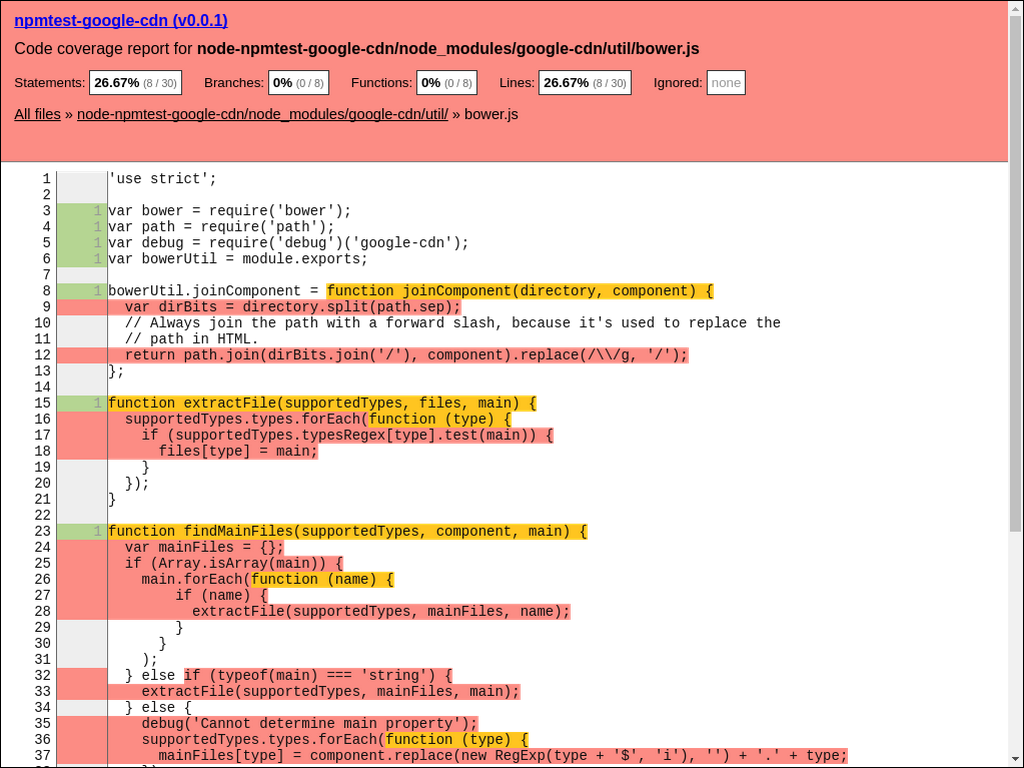 npmtest-google-cdn (v0.0.1)
Code coverage report for node-npmtest-google-cdn/node_modules/google-cdn/util/bower.js
Statements: 26.67% (8 / 30) Branches: 0% (0 / 8) Functions: 0% (0 / 8) Lines: 26.67% (8 / 30) Ignored: none
All files » node-npmtest-google-cdn/node_modules/google-cdn/util/ » bower.js
1 'use strict';
2
3 1 var bower = require('bower');
4 1 var path = require('path');
5 1 var debug = require('debug')('google-cdn');
6 1 var bowerUtil = module.exports;
7
8 1 bowerUtil.joinComponent = function joinComponent(directory, component) {
9   var dirBits = directory.split(path.sep);
10   // Always join the path with a forward slash, because it's used to replace the
11   // path in HTML.
12   return path.join(dirBits.join('/'), component).replace(/\\/g, '/');
13 };
14
15 1 function extractFile(supportedTypes, files, main) {
16   supportedTypes.types.forEach(function (type) {
17     if (supportedTypes.typesRegex[type].test(main)) {
18       files[type] = main;
19     }
20   });
21 }
22
23 1 function findMainFiles(supportedTypes, component, main) {
24   var mainFiles = {};
25   if (Array.isArray(main)) {
26     main.forEach(function (name) {
27         if (name) {
28           extractFile(supportedTypes, mainFiles, name);
29         }
30       }
31     );
32   } else if (typeof(main) === 'string') {
33     extractFile(supportedTypes, mainFiles, main);
34   } else {
35     debug('Cannot determine main property');
36     supportedTypes.types.forEach(function (type) {
37       mainFiles[type] = component.replace(new RegExp(type + '$', 'i'), '') + '.' + type;